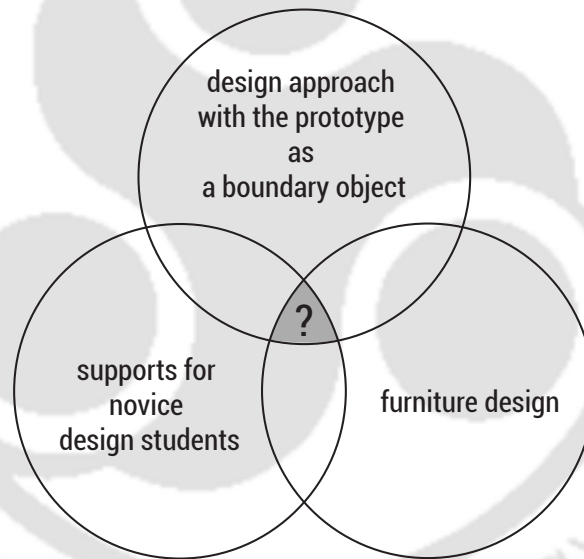 design approach
with the prototype
as
a boundary object
?
supports for
novice
design students
furniture design